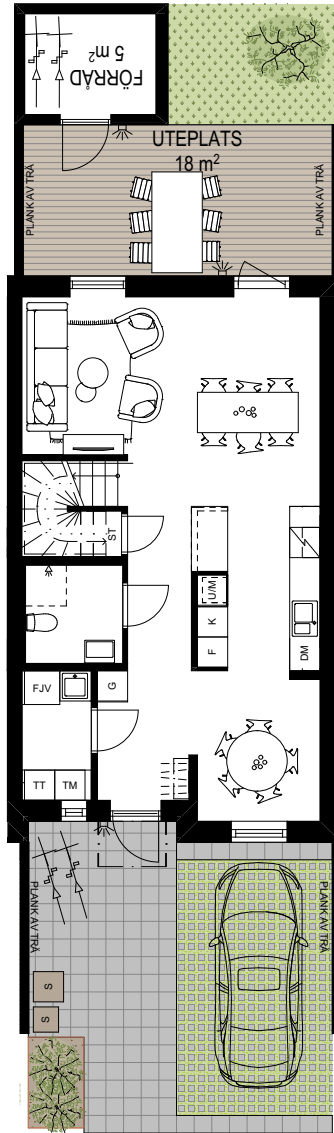 FÖRRÅD
5 m²
UTEPLATS
18 m²
PLANK AV TRÄ
PLANK AV TRÄ
ST
U/M
K
F
DM
G
FJV
TT
TM
PLANK AV TRÄ
PLANK AV TRÄ
S
S